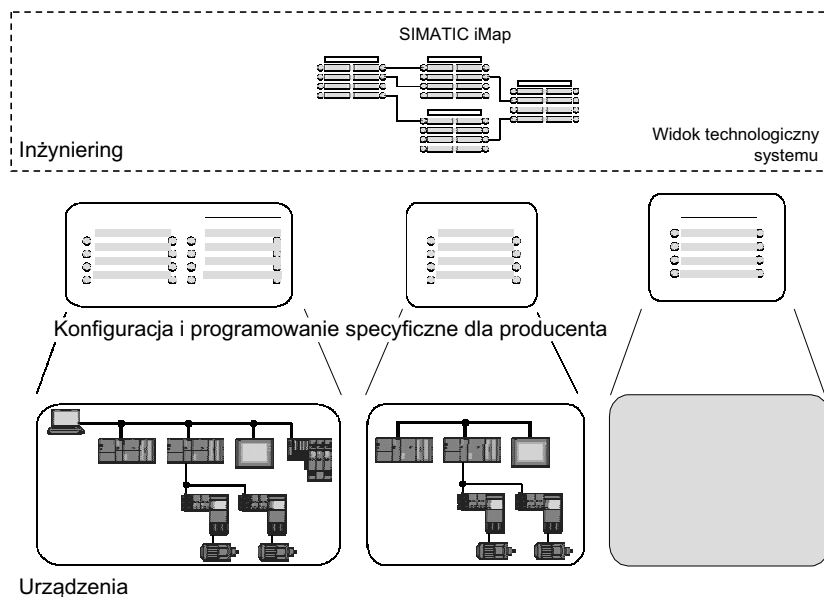 SIMATIC iMap
Inżyniering
Widok technologiczny
systemu
Konfiguracja i programowanie specyficzne dla producenta
Urządzenia